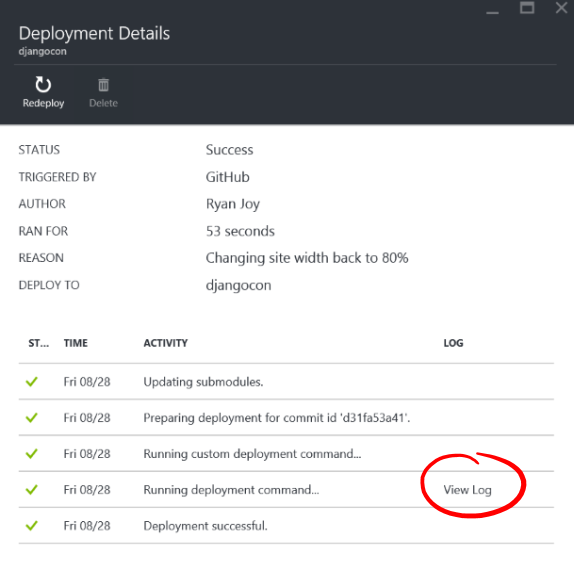 Deployment Details
djangocon
Redeploy Delete
STATUS Success
TRIGGERED BY GitHub
AUTHOR Ryan Joy
RAN FOR 53 seconds
REASON Changing site width back to 80%
DEPLOY TO djangocon
ST... TIME ACTIVITY LOG
Fri 08/28 Updating submodules.
Fri 08/28 Preparing deployment for commit id 'd31fa53a41'.
Fri 08/28 Running custom deployment command...
Fri 08/28 Running deployment command... View Log
Fri 08/28 Deployment successful.